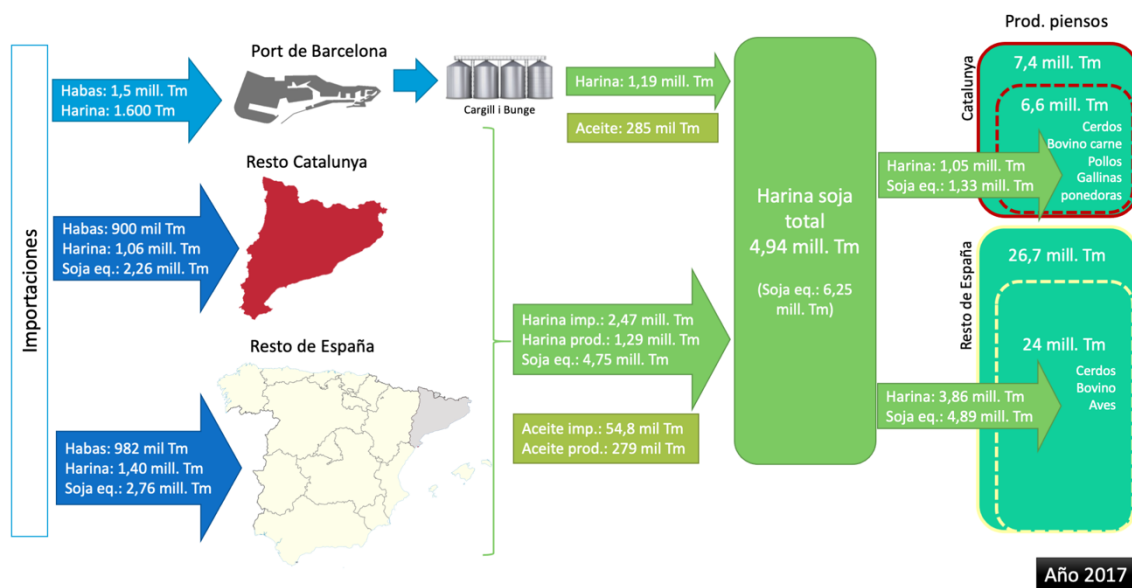 Prod. piensos
Importaciones
Port de Barcelona
Habas: 1,5 mill. Tm
Harina: 1.600 Tm
Cargill i Bunge
Harina: 1,19 mill. Tm
Aceite: 285 mil Tm
Resto Catalunya
Habas: 900 mil Tm
Harina: 1,06 mill. Tm
Soja eq.: 2,26 mill. Tm
Resto de España
Habas: 982 mil Tm
Harina: 1,40 mill. Tm
Soja eq.: 2,76 mill. Tm
Harina imp.: 2,47 mill. Tm
Harina prod.: 1,29 mill. Tm
Soja eq.: 4,75 mill. Tm
Aceite imp.: 54,8 mil Tm
Aceite prod.: 279 mil Tm
Harina soja
total
4,94 mill. Tm
(Soja eq.: 6,25
mill. Tm)
Harina: 1,05 mill. Tm
Soja eq.: 1,33 mill. Tm
Catalunya
7,4 mill. Tm
6,6 mill. Tm
Cerdos
Bovino carne
Pollos
Gallinas
ponedoras
Harina: 3,86 mill. Tm
Soja eq.: 4,89 mill. Tm
Resto de España
26,7 mill. Tm
24 mill. Tm
Cerdos
Bovino
Aves
Año 2017